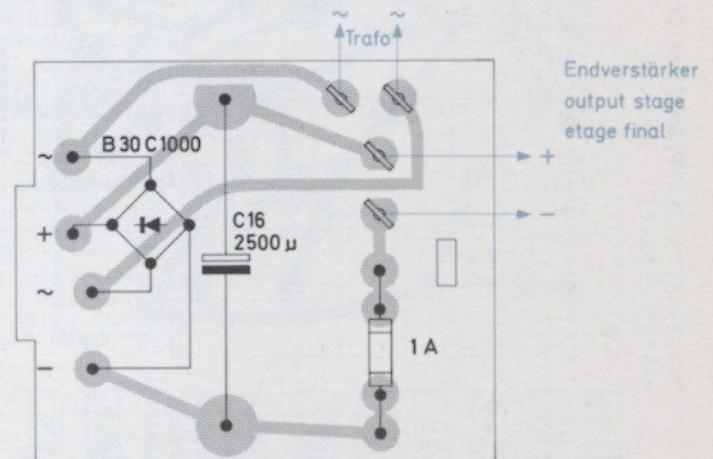 ~ ~
Trafo
Endverstärker
output stage
etage final
~
B 30 C1000
+
+
C16
2500 µ
−
~
1 A
−